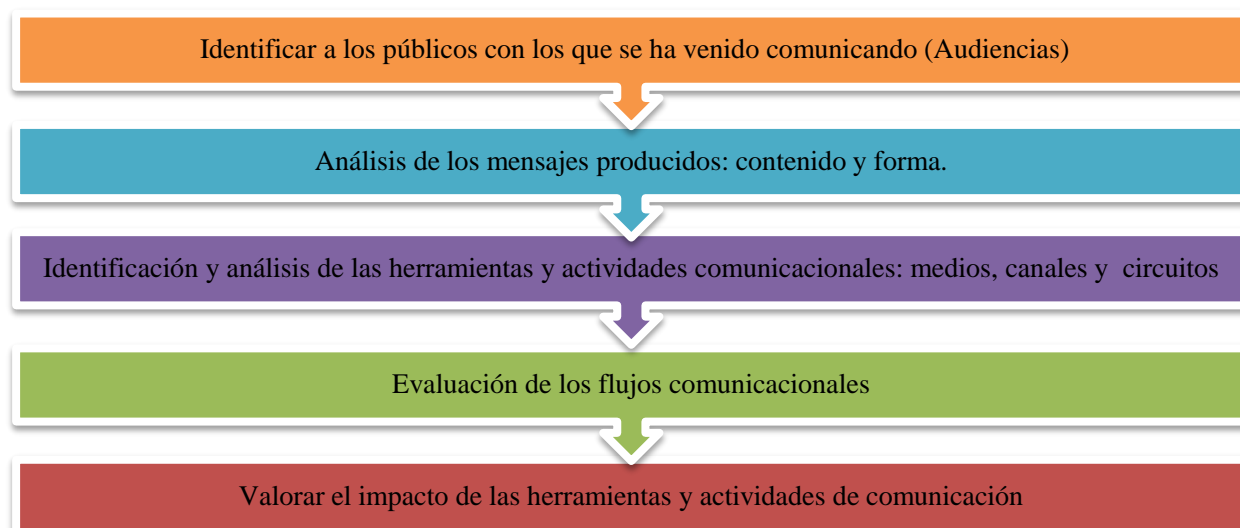 Identificar a los públicos con los que se ha venido comunicando (Audiencias)
Análisis de los mensajes producidos: contenido y forma.
Identificación y análisis de las herramientas y actividades comunicacionales: medios, canales y  circuitos
Evaluación de los flujos comunicacionales
Valorar el impacto de las herramientas y actividades de comunicación